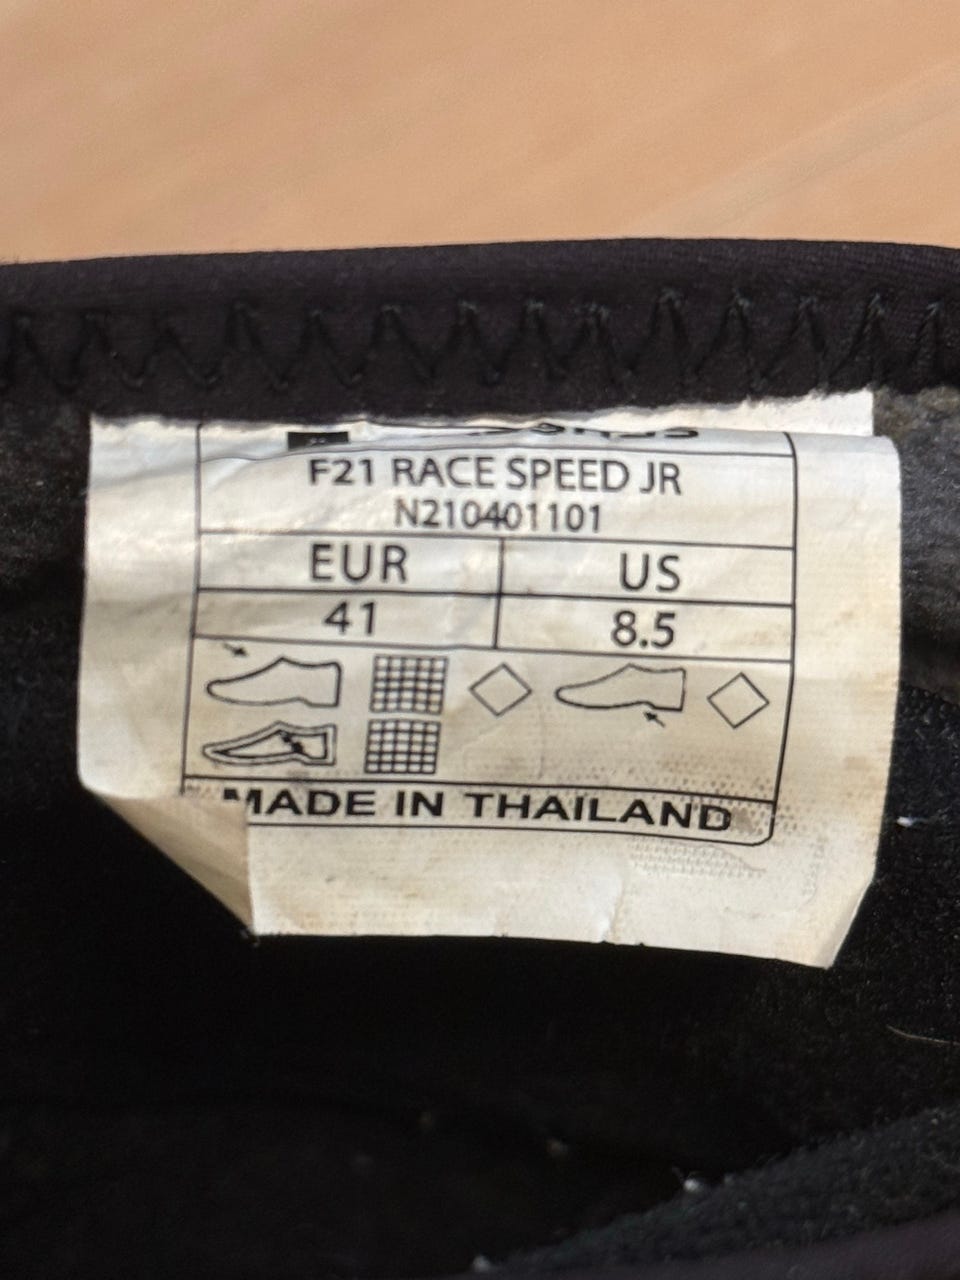 F21 RACE SPEED JR
N210401101
EUR US
41 8.5
MADE IN THAILAND